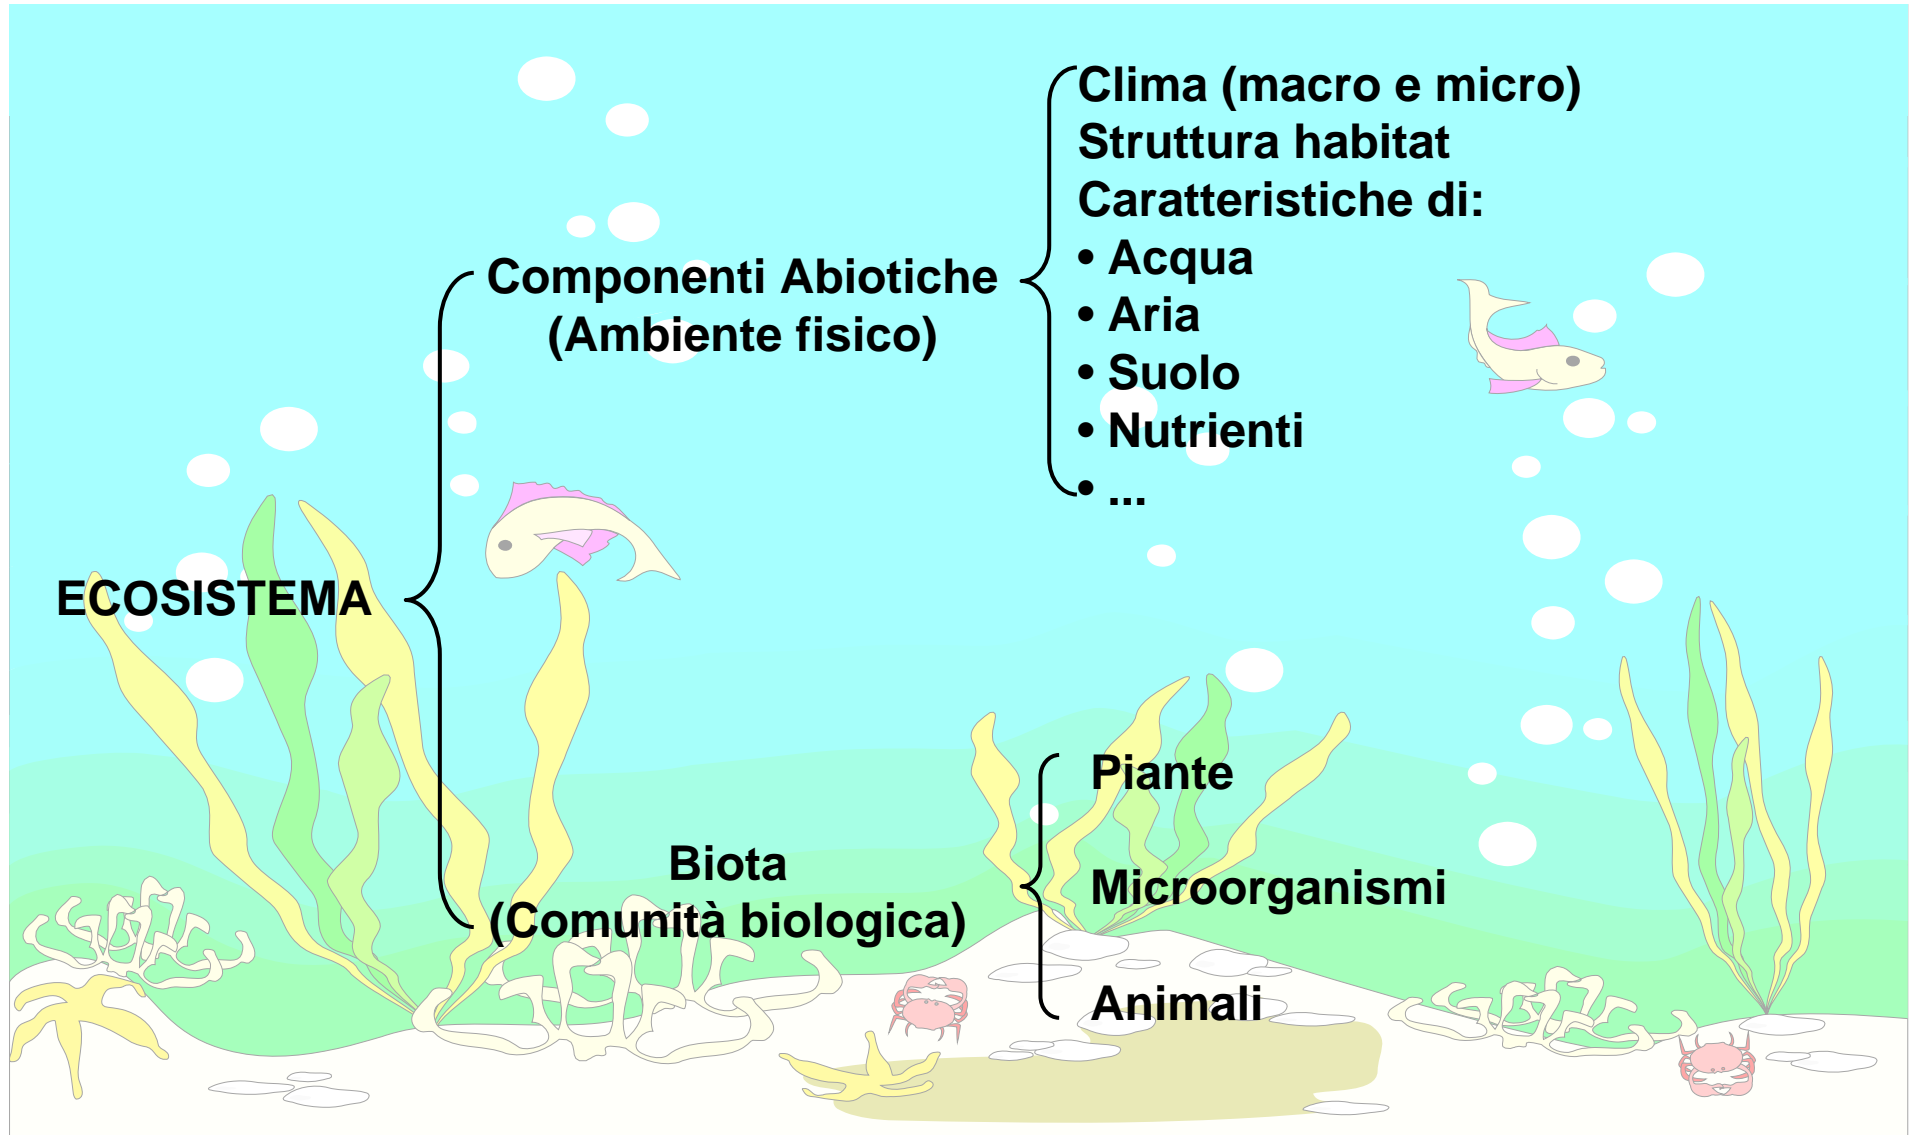 ECOSISTEMA
Componenti Abiotiche
(Ambiente fisico)
Clima (macro e micro)
Struttura habitat
Caratteristiche di:
• Acqua
• Aria
• Suolo
• Nutrienti
• ...
Biota
(Comunità biologica)
Piante
Microorganismi
Animali